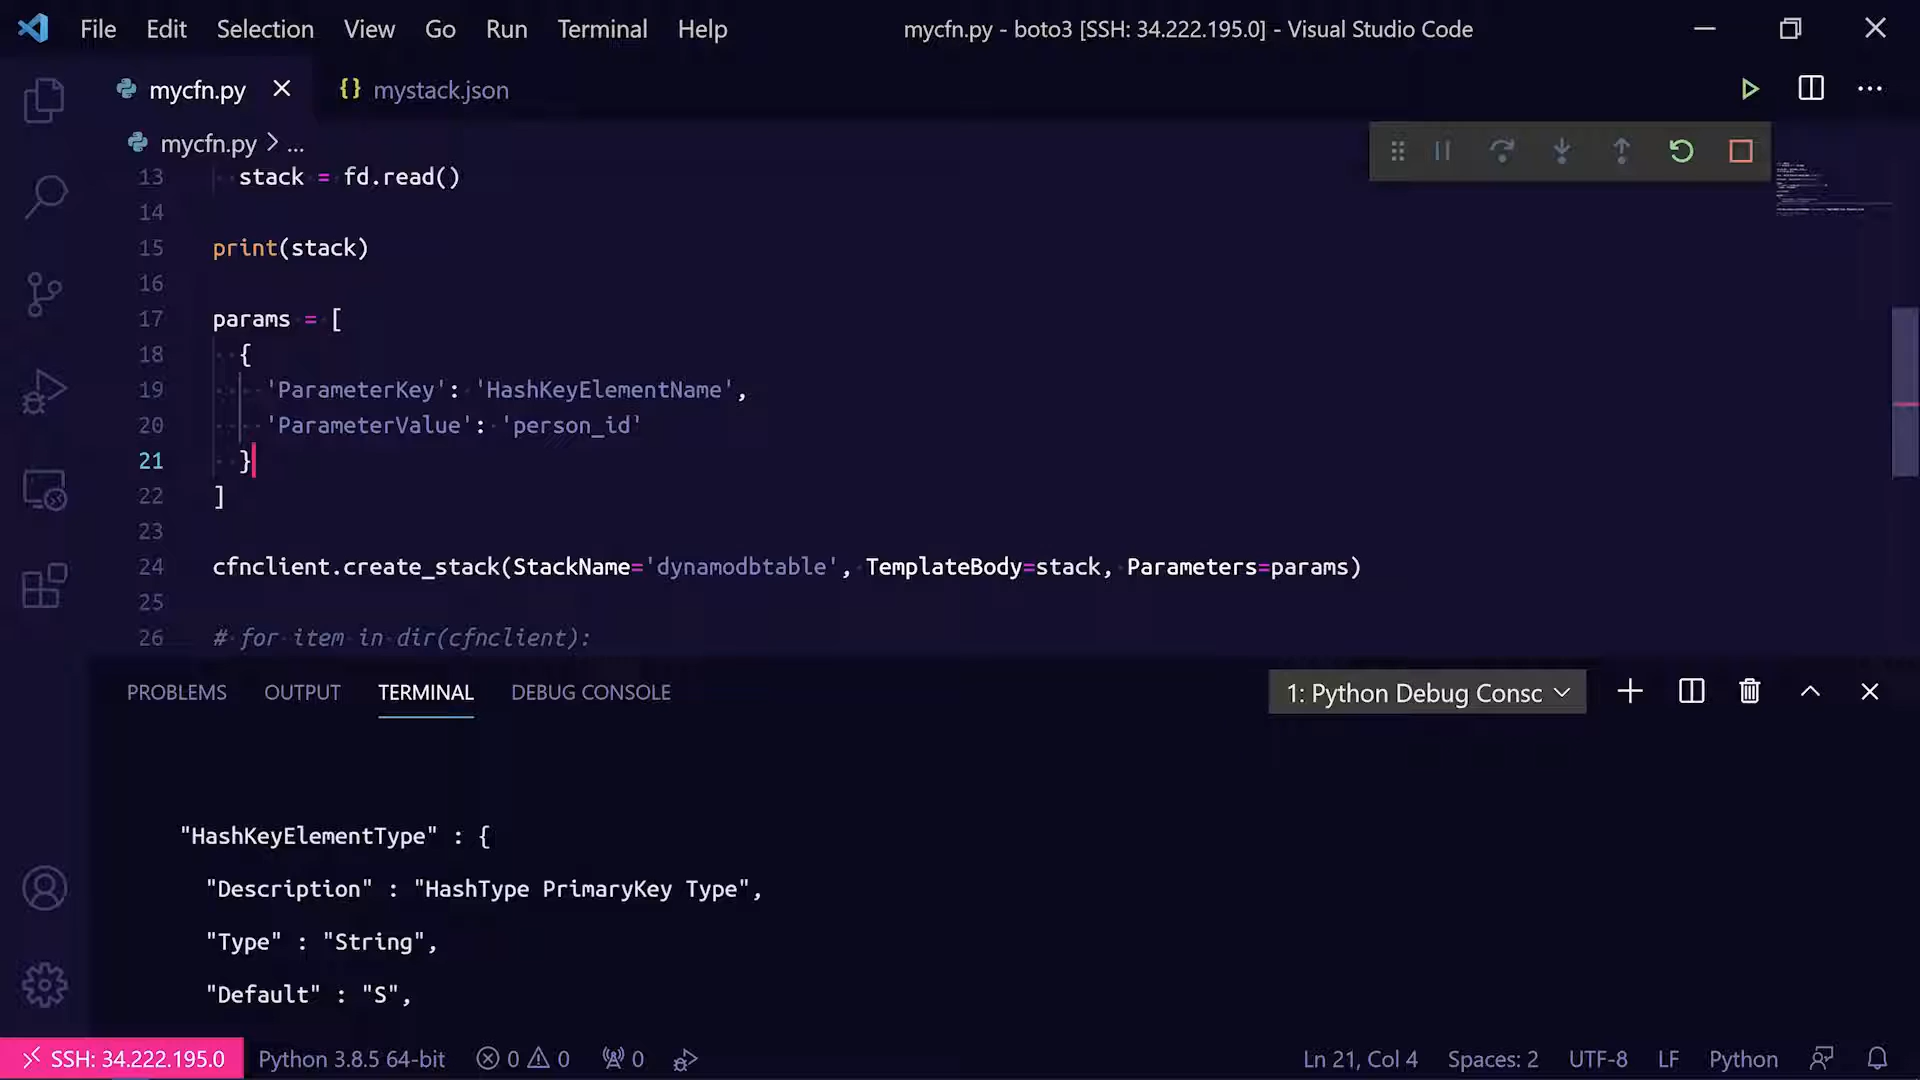 File Edit Selection View Go Run Terminal Help mycfn.py - boto3 [SSH: 34.222.195.0] - Visual Studio Code
mycfn.py {} mystack.json
mycfn.py > ...
13 stack = fd.read()
14
15 print(stack)
16
17 params = [
18 {
19 'ParameterKey': 'HashKeyElementName',
20 'ParameterValue': 'person_id'
21 }
22 ]
23
24 cfnclient.create_stack(StackName='dynamodbtable', TemplateBody=stack, Parameters=params)
25
26 # for item in dir(cfnclient):
PROBLEMS OUTPUT TERMINAL DEBUG CONSOLE 1: Python Debug Consc
"HashKeyElementType" : {
"Description" : "HashType PrimaryKey Type",
"Type" : "String",
"Default" : "S",
SSH: 34.222.195.0 Python 3.8.5 64-bit 0 0 0 Ln 21, Col 4 Spaces: 2 UTF-8 LF Python